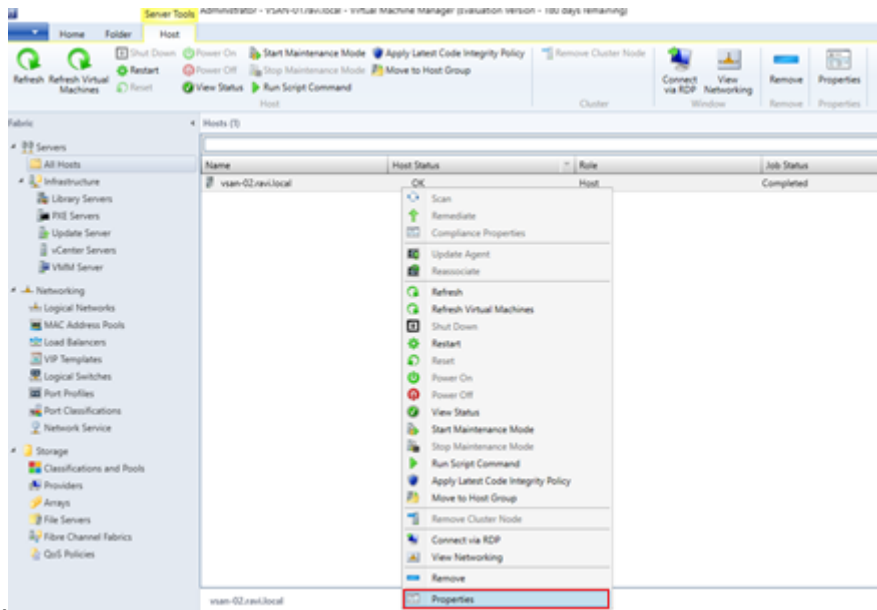 Server Tools Administrator - VSAN-01.ravi.local - Virtual Machine Manager (Evaluation Version - 180 days remaining)
Home Folder Host
Refresh
Refresh Virtual Machines
Shut Down
Restart
Reset
Power On
Power Off
View Status
Start Maintenance Mode
Stop Maintenance Mode
Run Script Command
Apply Latest Code Integrity Policy
Move to Host Group
Host
Remove Cluster Node
Cluster
Connect via RDP
View Networking
Window
Remove
Remove
Properties
Properties
Fabric
Servers
All Hosts
Infrastructure
Library Servers
PXE Servers
Update Server
vCenter Servers
VMM Server
Networking
Logical Networks
MAC Address Pools
Load Balancers
VIP Templates
Logical Switches
Port Profiles
Port Classifications
Network Service
Storage
Classifications and Pools
Providers
Arrays
File Servers
Fibre Channel Fabrics
QoS Policies
Hosts (1)
Name Host Status Role Job Status
vsan-02.ravi.local OK Host Completed
Scan
Remediate
Compliance Properties
Update Agent
Reassociate
Refresh
Refresh Virtual Machines
Shut Down
Restart
Reset
Power On
Power Off
View Status
Start Maintenance Mode
Stop Maintenance Mode
Run Script Command
Apply Latest Code Integrity Policy
Move to Host Group
Remove Cluster Node
Connect via RDP
View Networking
Remove
Properties
vsan-02.ravi.local